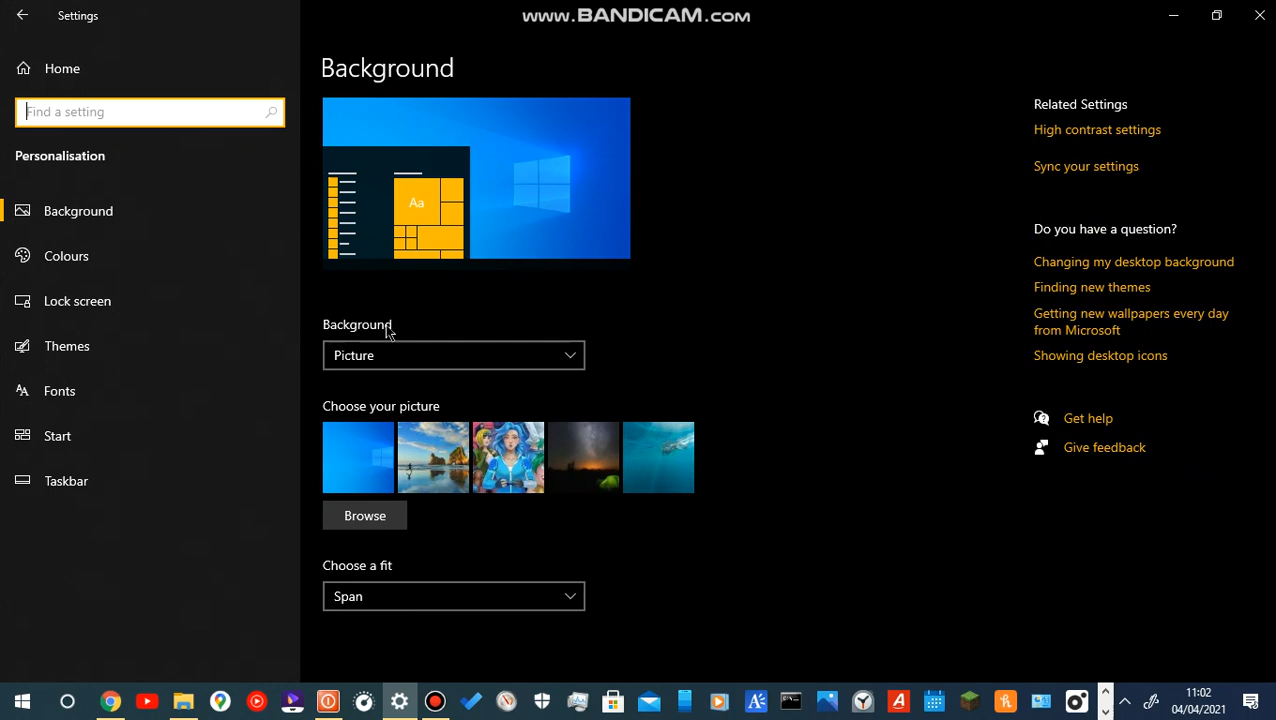 Settings
www.BANDICAM.com
Home
Find a setting
Personalisation
Background
Colours
Lock screen
Themes
Fonts
Start
Taskbar
Background
Aa
Background
Picture
Choose your picture
Browse
Choose a fit
Span
Related Settings
High contrast settings
Sync your settings
Do you have a question?
Changing my desktop background
Finding new themes
Getting new wallpapers every day
from Microsoft
Showing desktop icons
Get help
Give feedback
11:02
04/04/2021